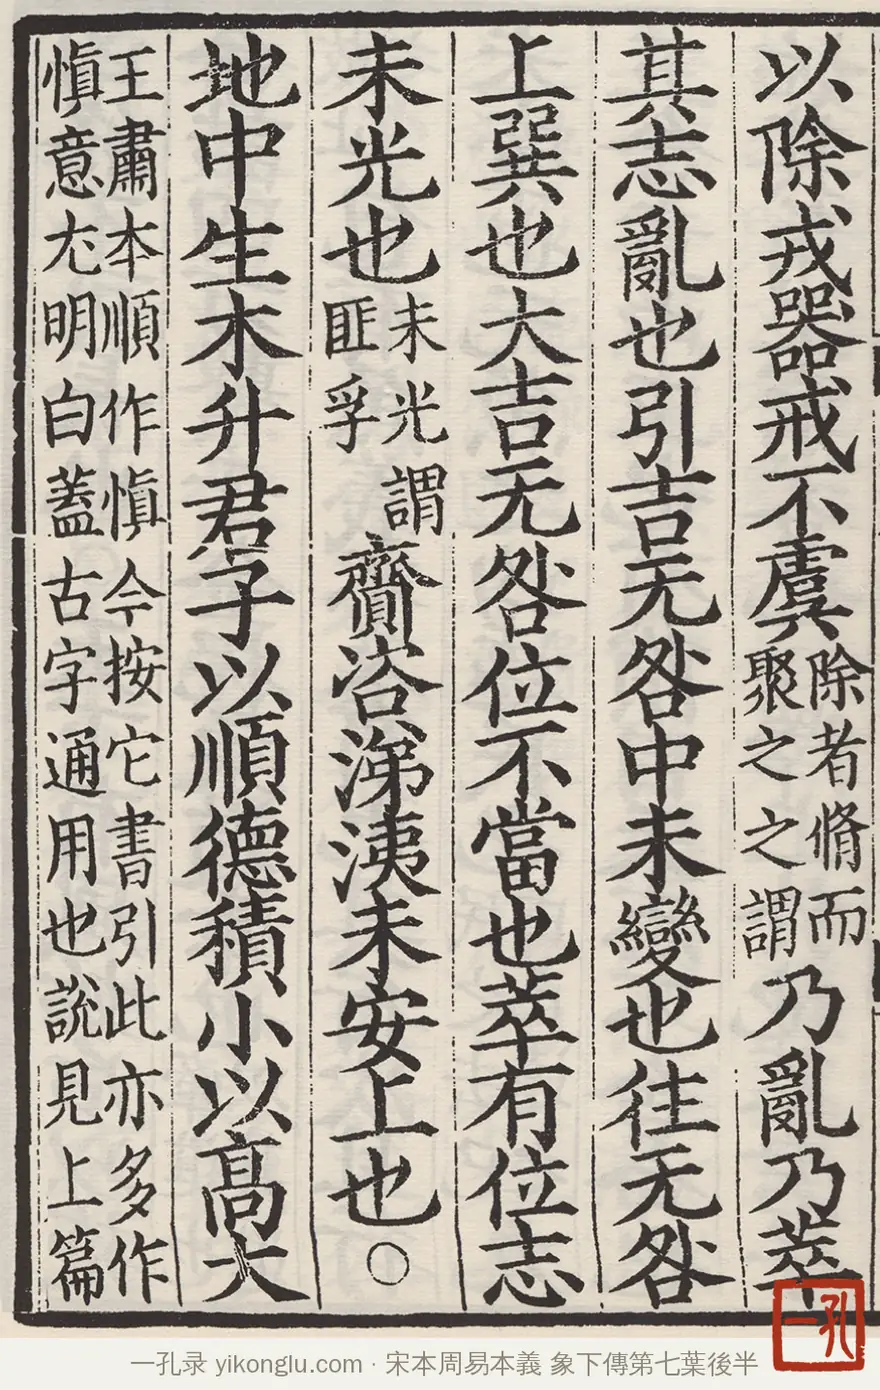 以除戎器戒不虞除者脩而聚之之謂乃亂乃萃
其志亂也引吉无咎中未變也往无咎
上巽也大吉无咎位不當也萃有位志
未光也未光謂匪孚齎咨涕洟未安上也○
地中生木升君子以順德積小以髙大
王肅本順作愼今按它書引此亦多作
愼意尤明白蓋古字通用也說見上篇
一孔
一孔录 yikonglu.com · 宋本周易本義 象下傳第七葉後半